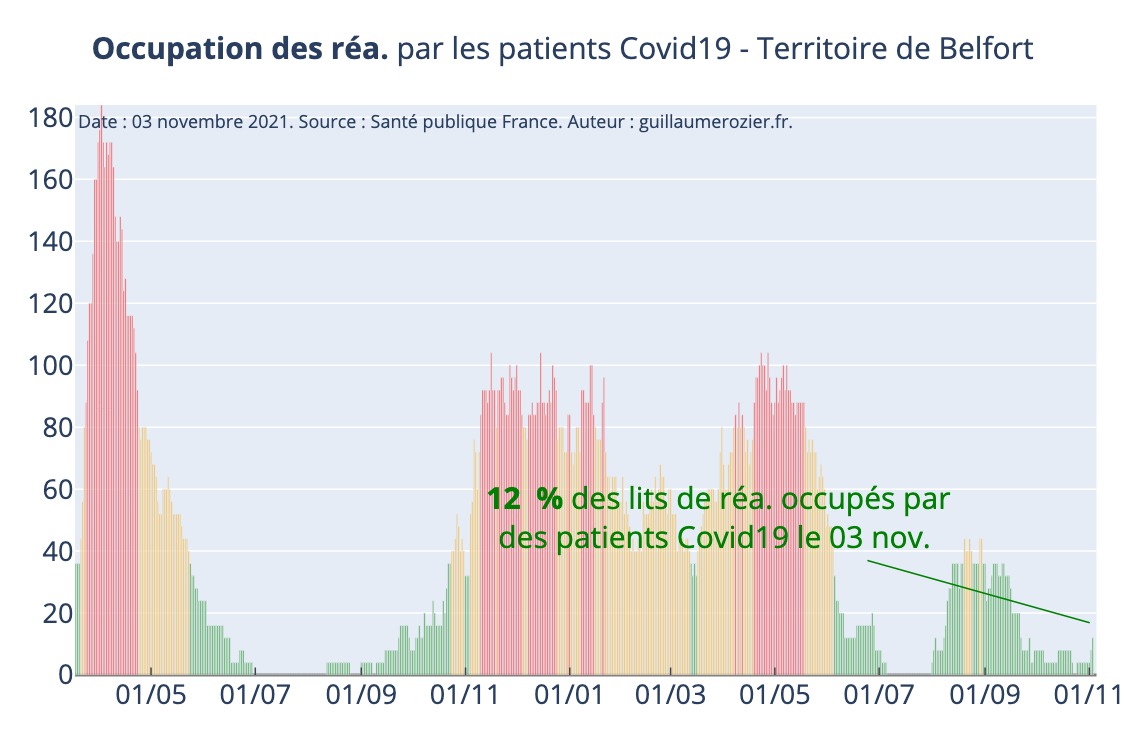 Occupation des réa. par les patients Covid19 - Territoire de Belfort
180
Date : 03 novembre 2021. Source : Santé publique France. Auteur : guillaumerozier.fr.
160
140
120
100
80
60
12 % des lits de réa. occupés par
des patients Covid19 le 03 nov.
40
20
0
01/05 01/07 01/09 01/11 01/01 01/03 01/05 01/07 01/09 01/11